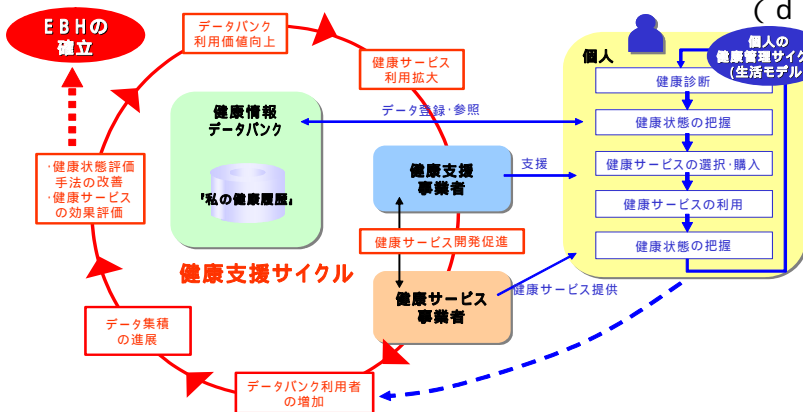 （ｄ
ＥＢＨの
確立
データバンク
利用価値向上
健康サービス
利用拡大
個人
個人の
健康管理サイク
(生活モデル
健康診断
健康状態の把握
健康サービスの選択・購入
健康サービスの利用
健康状態の把握
健康情報
データバンク
『私の健康履歴』
データ登録・参照
健康支援
事業者
支援
・健康状態評価
手法の改善
・健康サービス
の効果評価
健康サービス開発促進
健康支援サイクル
健康サービス
事業者
健康サービス提供
データ集積
の進展
データバンク利用者
の増加